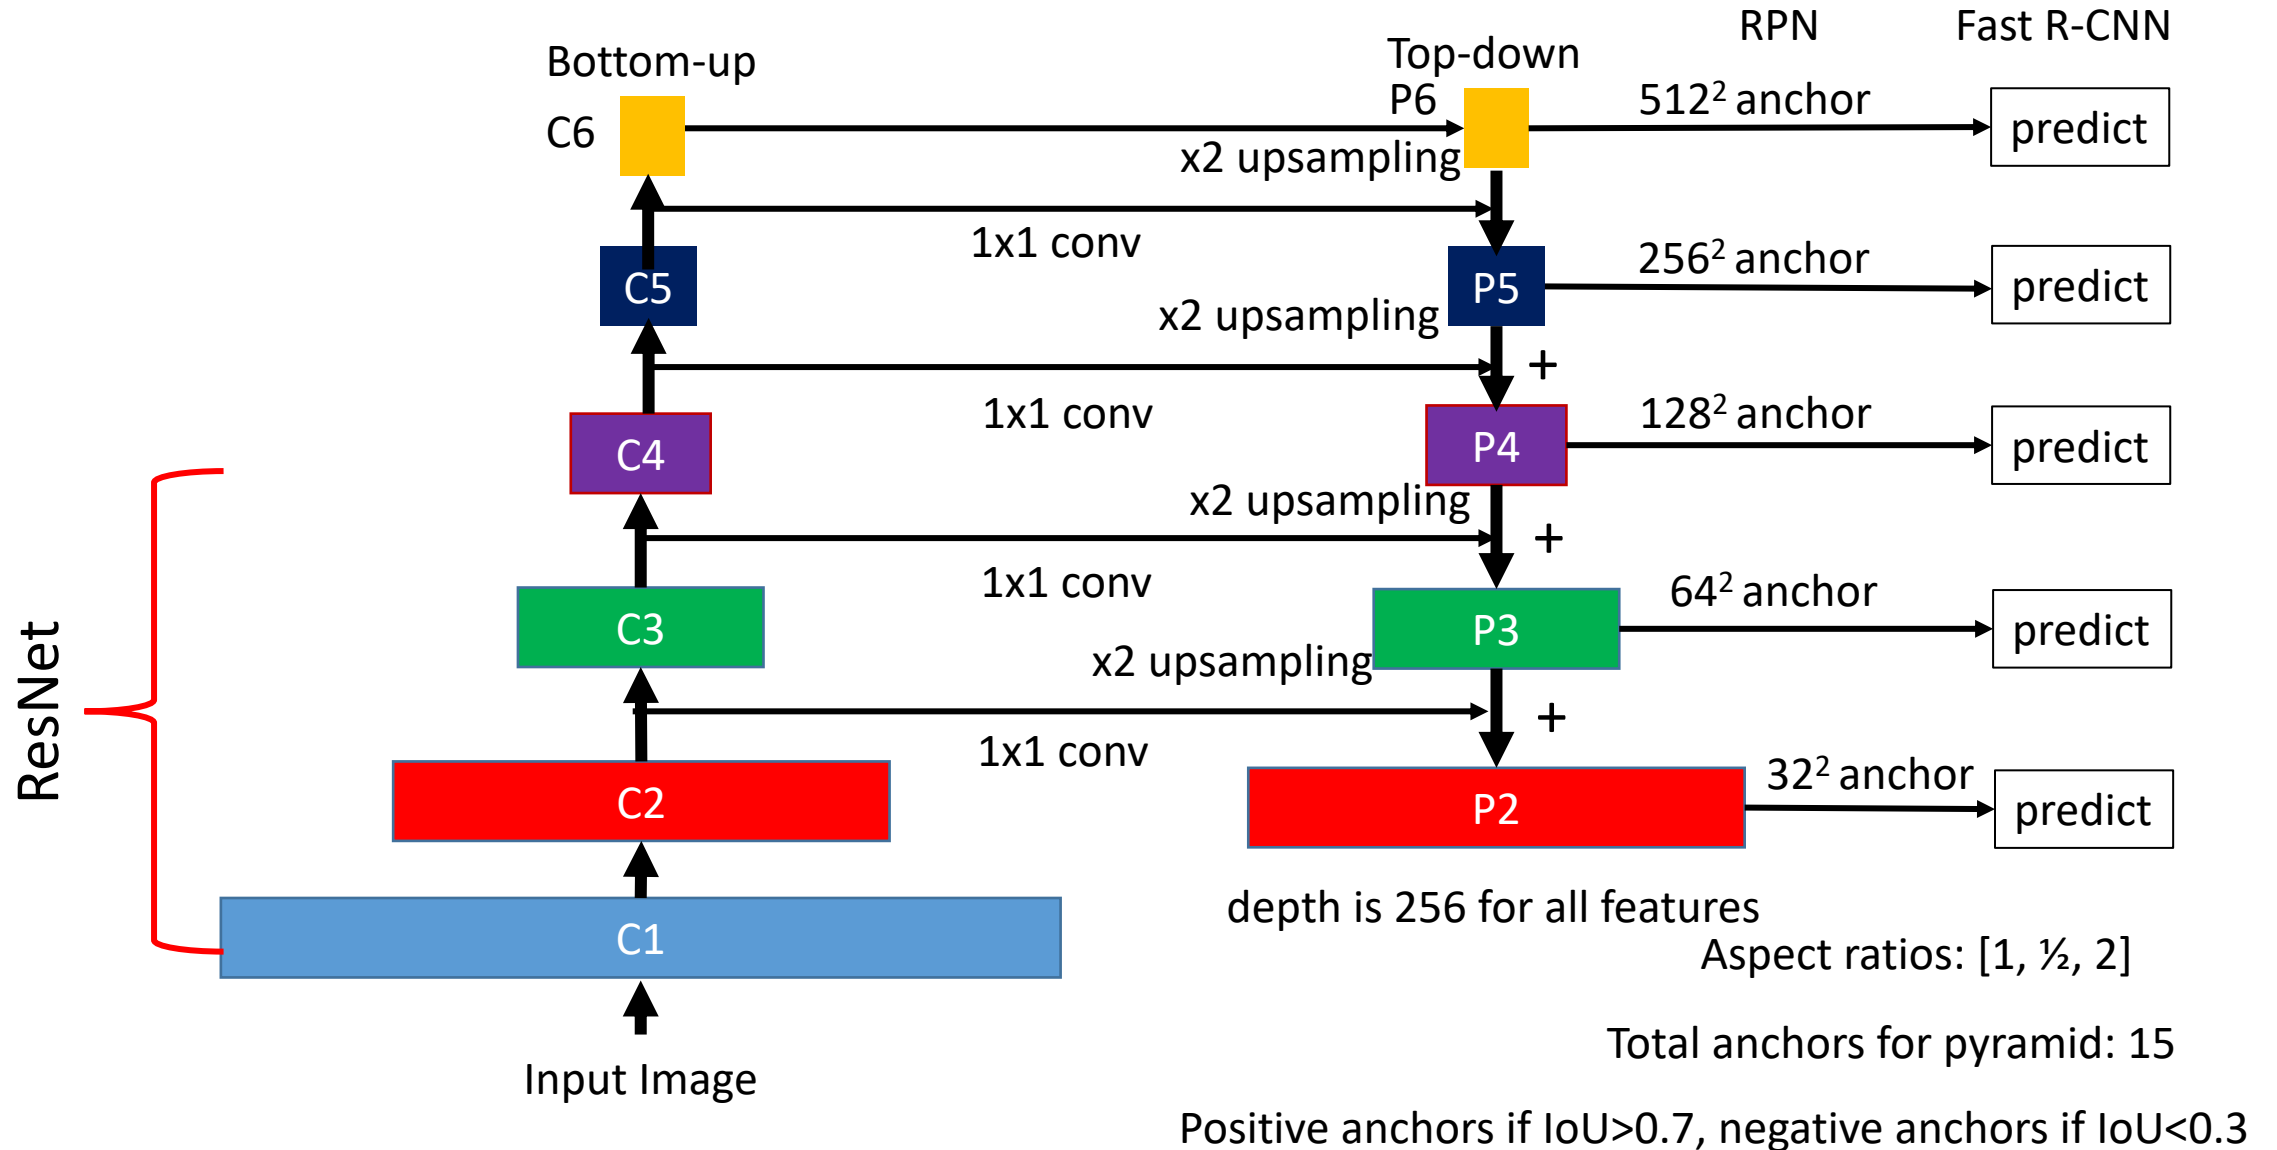 RPN
Fast R-CNN
Bottom-up
Top-down
C6
P6
512² anchor
predict
x2 upsampling
1x1 conv
C5
P5
256² anchor
predict
x2 upsampling
+
1x1 conv
C4
P4
128² anchor
predict
x2 upsampling
+
1x1 conv
C3
P3
64² anchor
predict
x2 upsampling
+
1x1 conv
C2
P2
32² anchor
predict
ResNet
C1
depth is 256 for all features
Aspect ratios: [1, ½, 2]
Total anchors for pyramid: 15
Input Image
Positive anchors if IoU>0.7, negative anchors if IoU<0.3